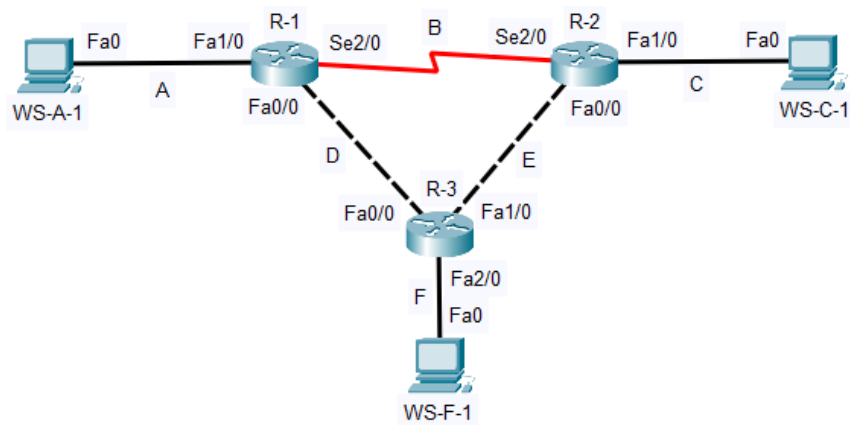 R-1
B
R-2
Fa0
Fa1/0
Se2/0
Se2/0
Fa1/0
Fa0
A
C
WS-A-1
WS-C-1
Fa0/0
Fa0/0
D
E
R-3
Fa0/0
Fa1/0
F
Fa2/0
Fa0
WS-F-1